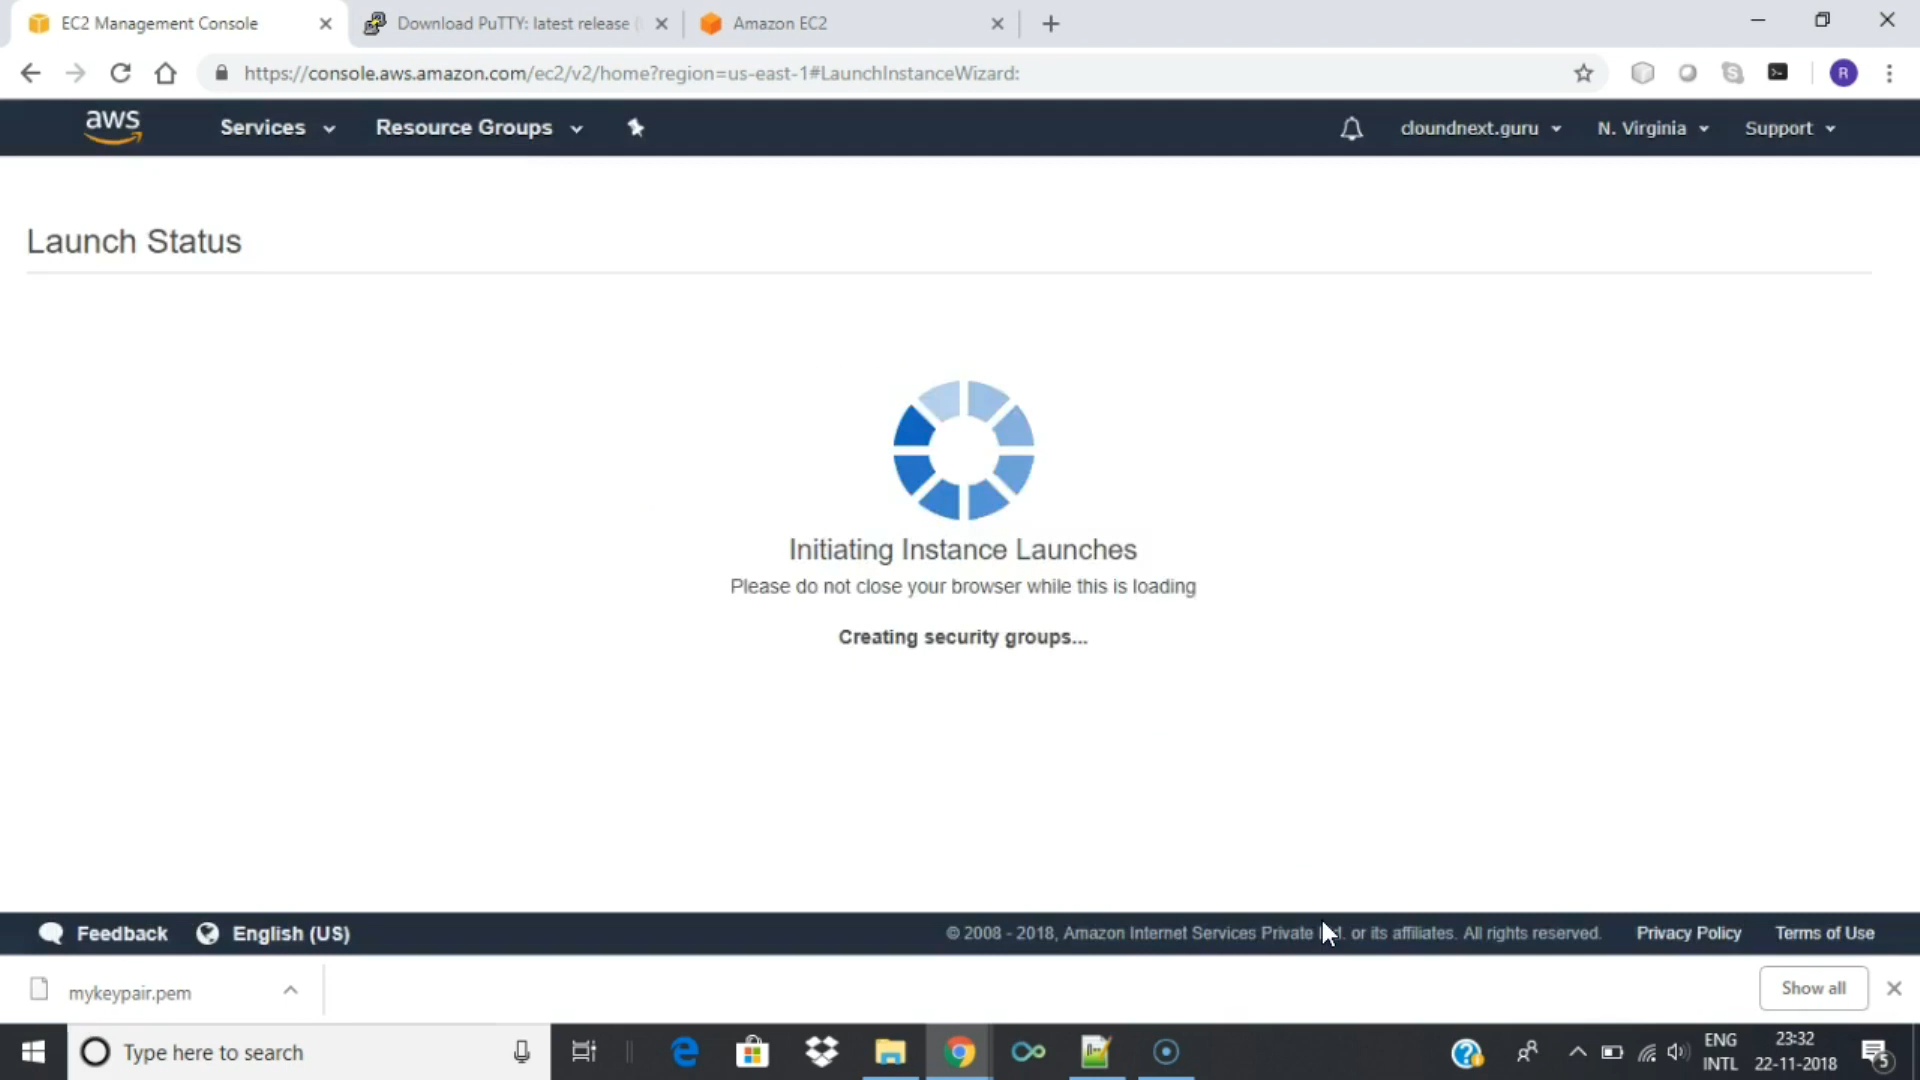 EC2 Management Console
Download PuTTY: latest release
Amazon EC2
https://console.aws.amazon.com/ec2/v2/home?region=us-east-1#LaunchInstanceWizard:
R
aws
Services
Resource Groups
cloundnext.guru
N. Virginia
Support
Launch Status
Initiating Instance Launches
Please do not close your browser while this is loading
Creating security groups...
Feedback
English (US)
© 2008 - 2018, Amazon Internet Services Private td. or its affiliates. All rights reserved.
Privacy Policy
Terms of Use
mykeypair.pem
Show all
Type here to search
ENG
INTL
23:32
22-11-2018
5